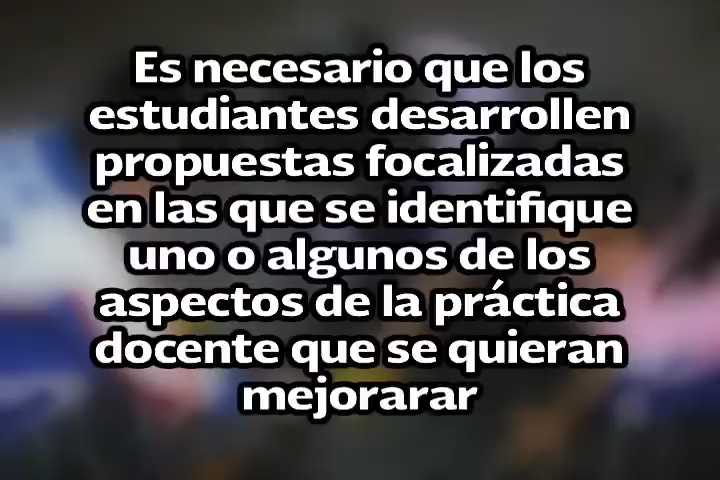 Es necesario que los
estudiantes desarrollen
propuestas focalizadas
en las que se identifique
uno o algunos de los
aspectos de la práctica
docente que se quieran
mejorarar